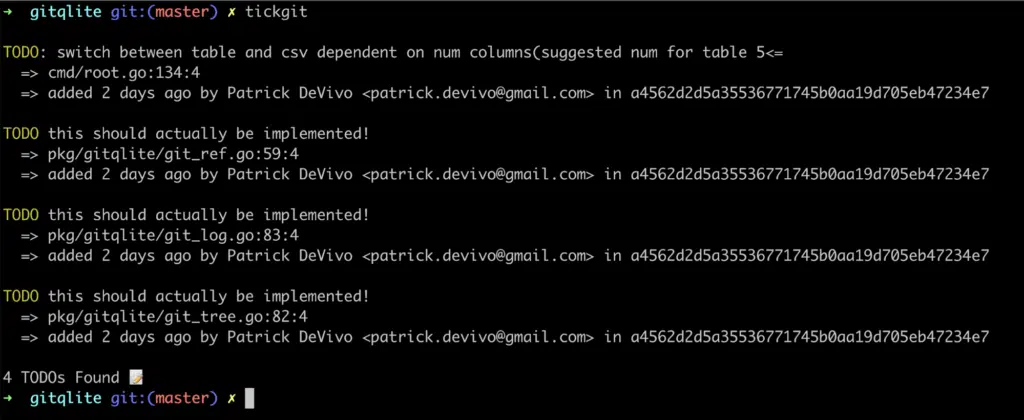 ➜ gitqlite git:(master) ✗ tickgit
TODO: switch between table and csv dependent on num columns(suggested num for table 5<=
=> cmd/root.go:134:4
=> added 2 days ago by Patrick DeVivo <patrick.devivo@gmail.com> in a4562d2d5a35536771745b0aa19d705eb47234e7
TODO this should actually be implemented!
=> pkg/gitqlite/git_ref.go:59:4
=> added 2 days ago by Patrick DeVivo <patrick.devivo@gmail.com> in a4562d2d5a35536771745b0aa19d705eb47234e7
TODO this should actually be implemented!
=> pkg/gitqlite/git_log.go:83:4
=> added 2 days ago by Patrick DeVivo <patrick.devivo@gmail.com> in a4562d2d5a35536771745b0aa19d705eb47234e7
TODO this should actually be implemented!
=> pkg/gitqlite/git_tree.go:82:4
=> added 2 days ago by Patrick DeVivo <patrick.devivo@gmail.com> in a4562d2d5a35536771745b0aa19d705eb47234e7
4 TODOs Found 📝
➜ gitqlite git:(master) ✗